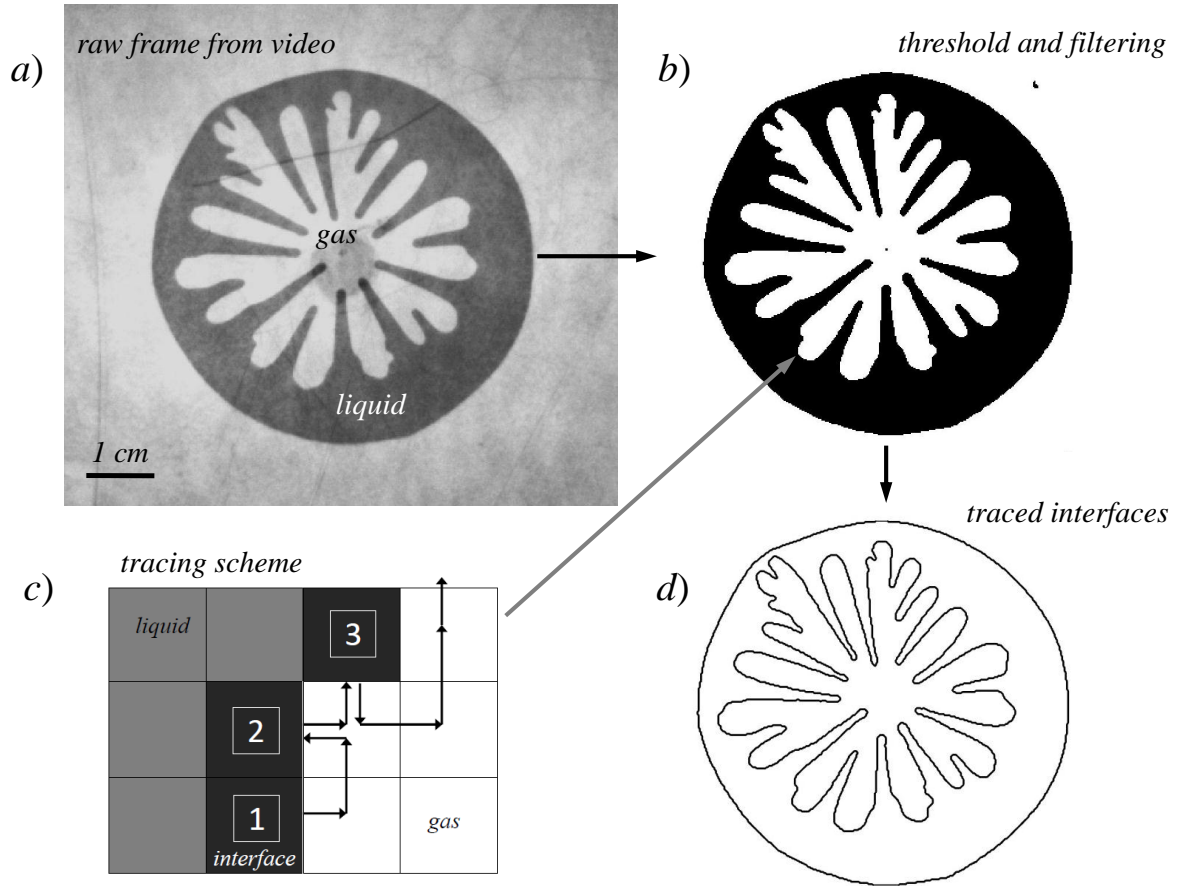 a)
raw frame from video
gas
liquid
1 cm
b)
threshold and filtering
c)
tracing scheme
liquid
3
2
1
interface
gas
d)
traced interfaces